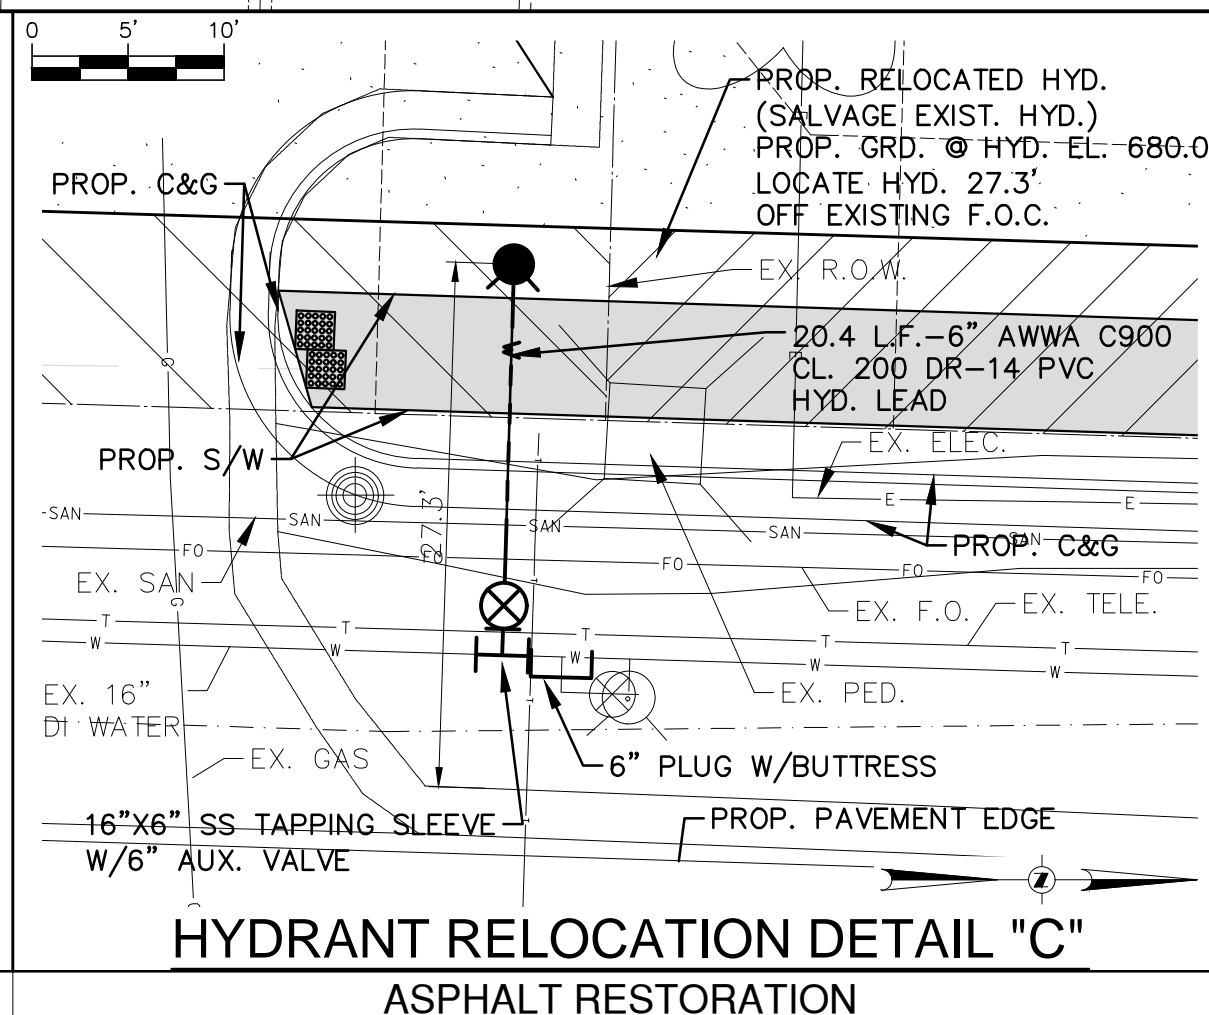 0 5' 10'
PROP. RELOCATED HYD.
(SALVAGE EXIST. HYD.)
PROP. GRD. @ HYD. EL. 680.0
LOCATE HYD. 27.3'
OFF EXISTING F.O.C.
PROP. C&G
EX. R.O.W.
E
20.4 L.F.-6" AWWA C900
CL. 200 DR-14 PVC
HYD. LEAD
G
E
PROP. S/W
EX. ELEC.
T
E E
27.3'
-SAN SAN SAN SAN SAN
PROP. C&G
FO FO FO FO FO
EX. SAN
G
T
EX. F.O.
EX. TELE.
T T T T T
W W W W W
EX. 16"
DI WATER
EX. PED.
T
EX. GAS
6" PLUG W/BUTTRESS
16"X6" SS TAPPING SLEEVE
W/6" AUX. VALVE
T
PROP. PAVEMENT EDGE
Z
HYDRANT RELOCATION DETAIL "C"
ASPHALT RESTORATION